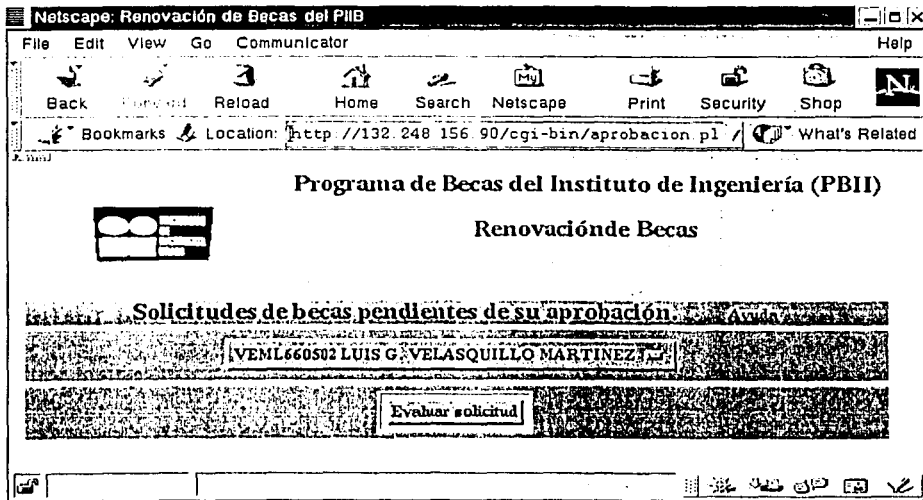 Netscape: Renovación de Becas del PIIB
File Edit View Go Communicator Help
Back Reload Home Search Netscape Print Security Shop
Bookmarks Location: http://132.248.156.90/cgi-bin/aprobacion.pl/ What's Related
Programa de Becas del Instituto de Ingeniería (PBII)
Renovaciónde Becas
Solicitudes de becas pendientes de su aprobación. Ayuda
VEML660502 LUIS G. VELASQUILLO MARTINEZ
Evaluar solicitud